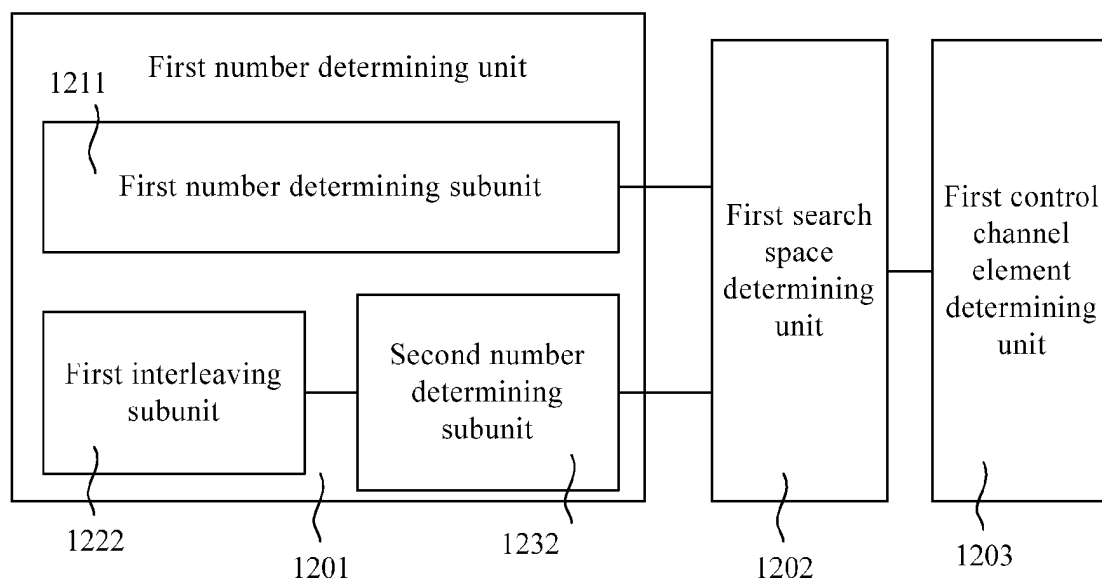 First number determining unit
1211
First number determining subunit
First interleaving
subunit
Second number
determining
subunit
First search
space
determining
unit
First control
channel
element
determining
unit
1222
1201
1232
1202
1203